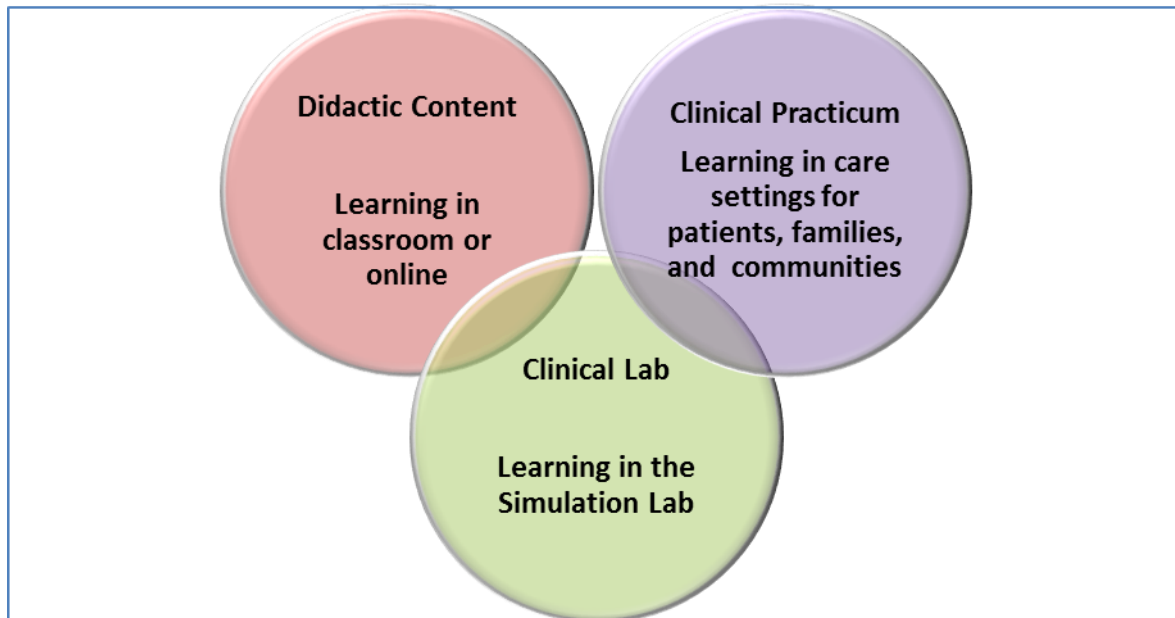 Didactic Content
Learning in
classroom or
online
Clinical Practicum
Learning in care
settings for
patients, families,
and communities
Clinical Lab
Learning in the
Simulation Lab